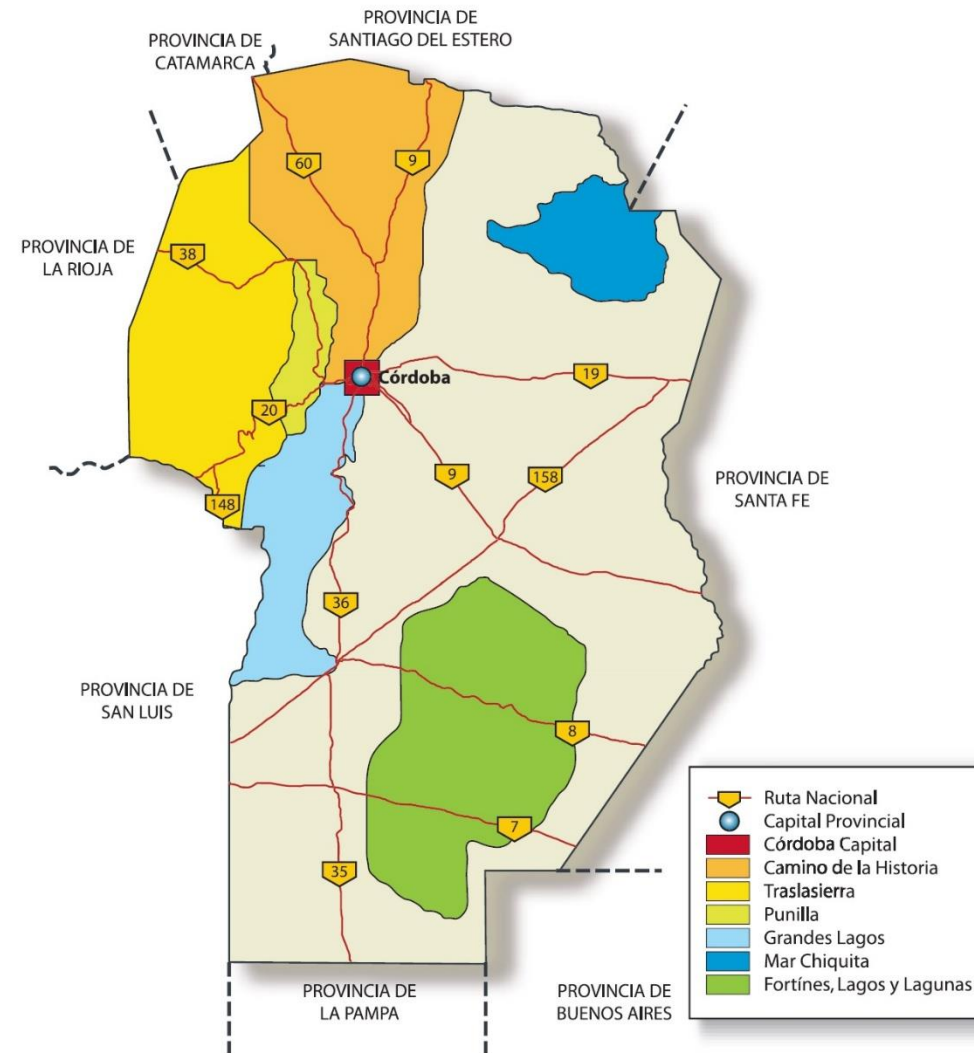 PROVINCIA DE
SANTIAGO DEL ESTERO
PROVINCIA DE
CATAMARCA
60
9
PROVINCIA DE
LA RIOJA
38
Córdoba
19
20
9
158
PROVINCIA DE
SANTA FE
148
36
PROVINCIA DE
SAN LUIS
8
7
35
Ruta Nacional
Capital Provincial
Córdoba Capital
Camino de la Historia
Traslasierra
Punilla
Grandes Lagos
Mar Chiquita
Fortínes, Lagos y Lagunas
PROVINCIA DE
LA PAMPA
PROVINCIA DE
BUENOS AIRES